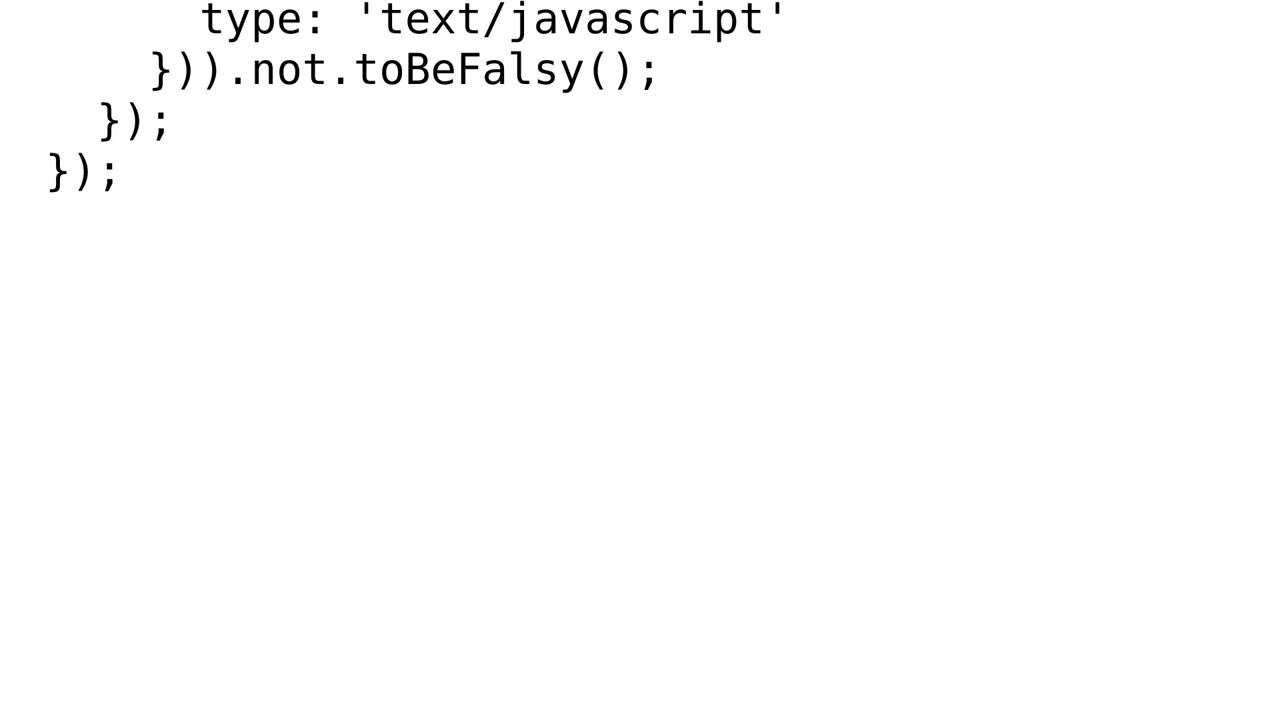 type: 'text/javascript'
})).not.toBeFalsy();
});
});